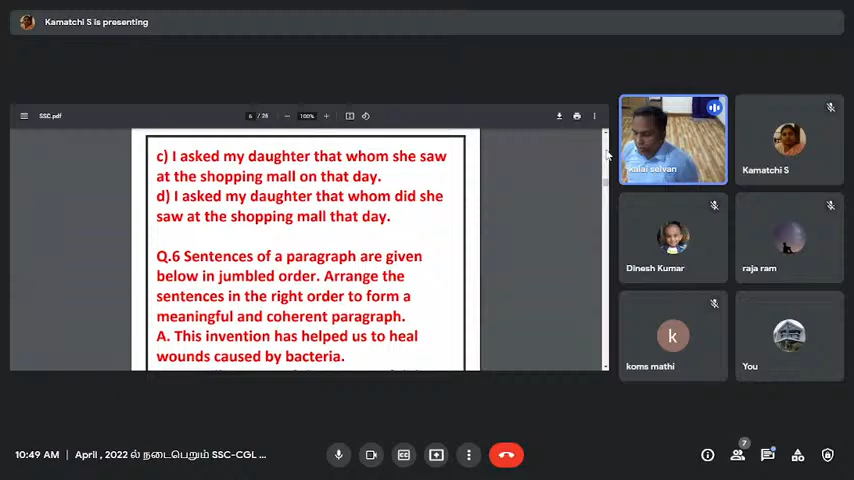 Kamatchi S is presenting
SSC.pdf
6 / 26
100%
c) I asked my daughter that whom she saw
at the shopping mall on that day.
d) I asked my daughter that whom did she
saw at the shopping mall that day.
Q.6 Sentences of a paragraph are given
below in jumbled order. Arrange the
sentences in the right order to form a
meaningful and coherent paragraph.
A. This invention has helped us to heal
wounds caused by bacteria.
kalai selvan
Kamatchi S
Dinesh Kumar
raja ram
k
koms mathi
You
10:49 AM | April , 2022 ல் நடைபெறும் SSC-CGL ...
7